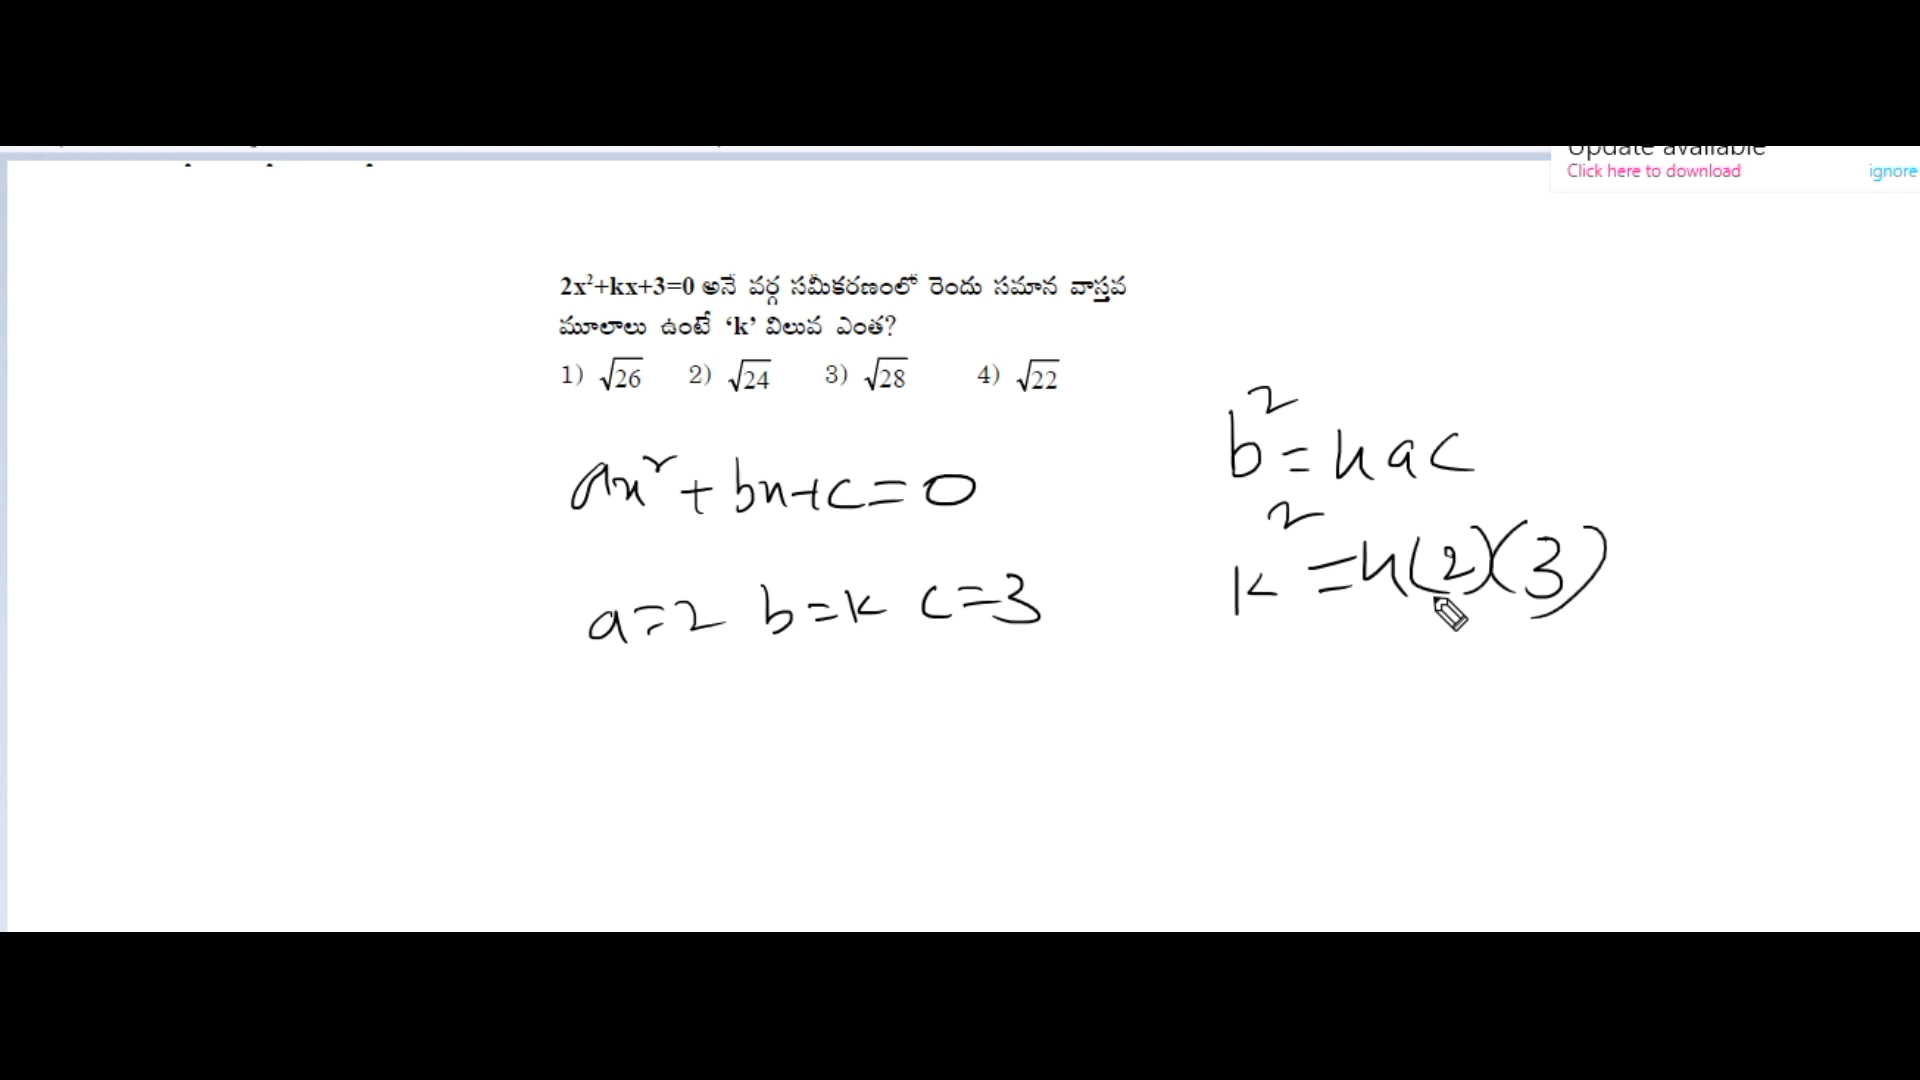 Update available
Click here to download ignore
2x²+kx+3=0 అనే వర్గ సమీకరణంలో రెండు సమాన వాస్తవ
మూలాలు ఉంటే ‘k’ విలువ ఎంత?
1) √26 2) √24 3) √28 4) √22
ax² + bx+c=0
a=2 b=k c=3
b²=4ac
k²=4(2)(3)